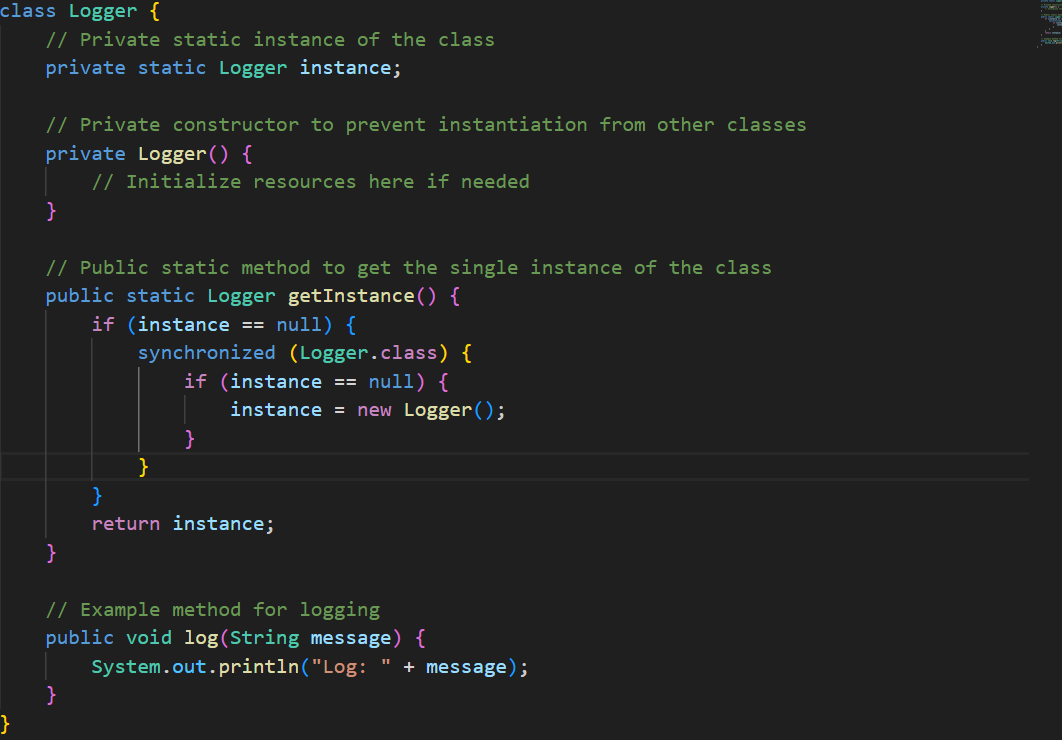 class Logger {
    // Private static instance of the class
    private static Logger instance;

    // Private constructor to prevent instantiation from other classes
    private Logger() {
        // Initialize resources here if needed
    }

    // Public static method to get the single instance of the class
    public static Logger getInstance() {
        if (instance == null) {
            synchronized (Logger.class) {
                if (instance == null) {
                    instance = new Logger();
                }
            }
        }
        return instance;
    }

    // Example method for logging
    public void log(String message) {
        System.out.println("Log: " + message);
    }
}